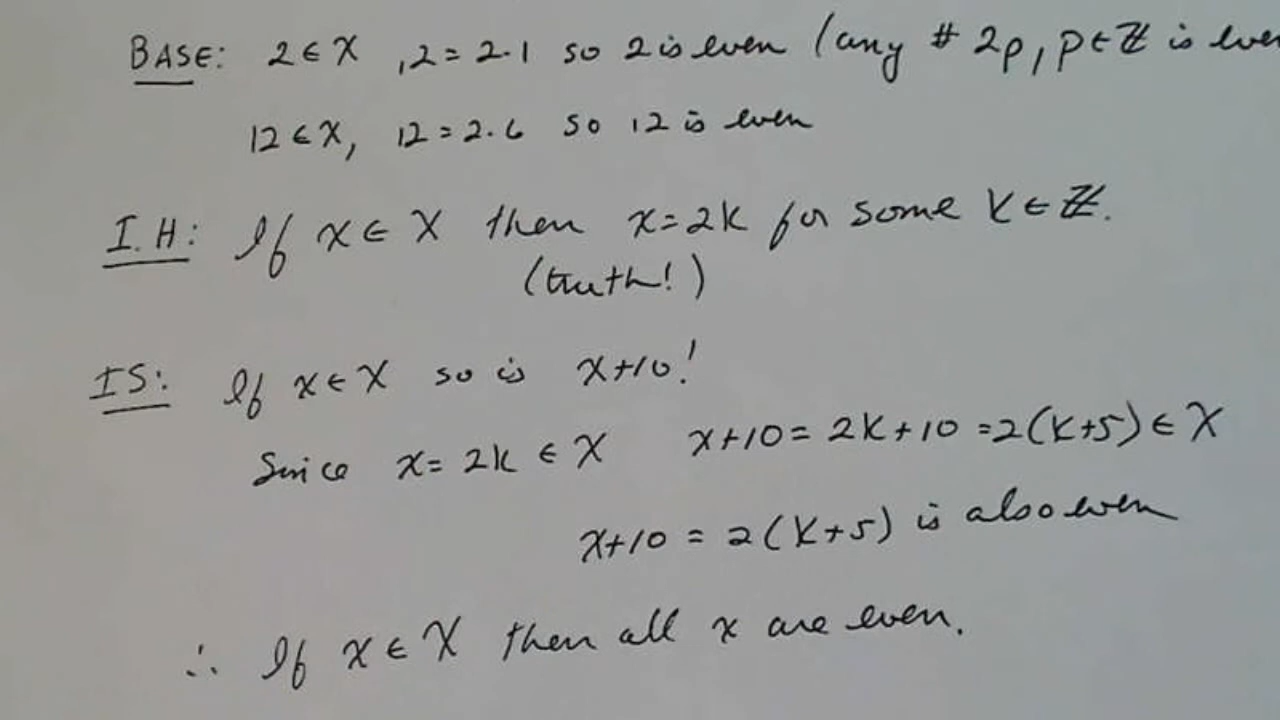 BASE: 2 ∈ X , 2 = 2·1 so 2 is even (any # 2p, p ∈ ℤ is even
12 ∈ X, 12 = 2·6 so 12 is even
I.H: If x ∈ X then x = 2k for some k ∈ ℤ.
(truth!)
IS: If x ∈ X so is x+10!
Since x = 2k ∈ X x+10 = 2k+10 = 2(k+5) ∈ X
x+10 = 2(k+5) is also even
∴ If x ∈ X then all x are even.